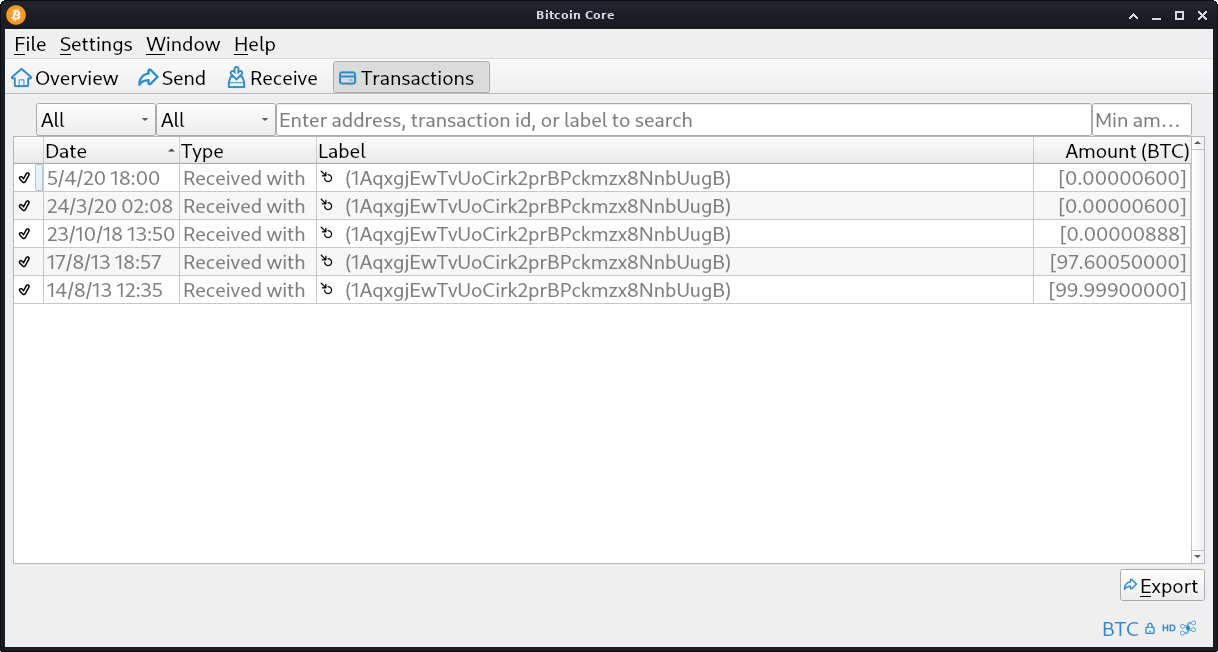 Bitcoin Core
File Settings Window Help
Overview Send Receive Transactions
All All Enter address, transaction id, or label to search Min am...
Date Type Label Amount (BTC)
5/4/20 18:00 Received with (1AqxgjEwTvUoCirk2prBPckmzx8NnbUugB) [0.00000600]
24/3/20 02:08 Received with (1AqxgjEwTvUoCirk2prBPckmzx8NnbUugB) [0.00000600]
23/10/18 13:50 Received with (1AqxgjEwTvUoCirk2prBPckmzx8NnbUugB) [0.00000888]
17/8/13 18:57 Received with (1AqxgjEwTvUoCirk2prBPckmzx8NnbUugB) [97.60050000]
14/8/13 12:35 Received with (1AqxgjEwTvUoCirk2prBPckmzx8NnbUugB) [99.99900000]
Export
BTC HD